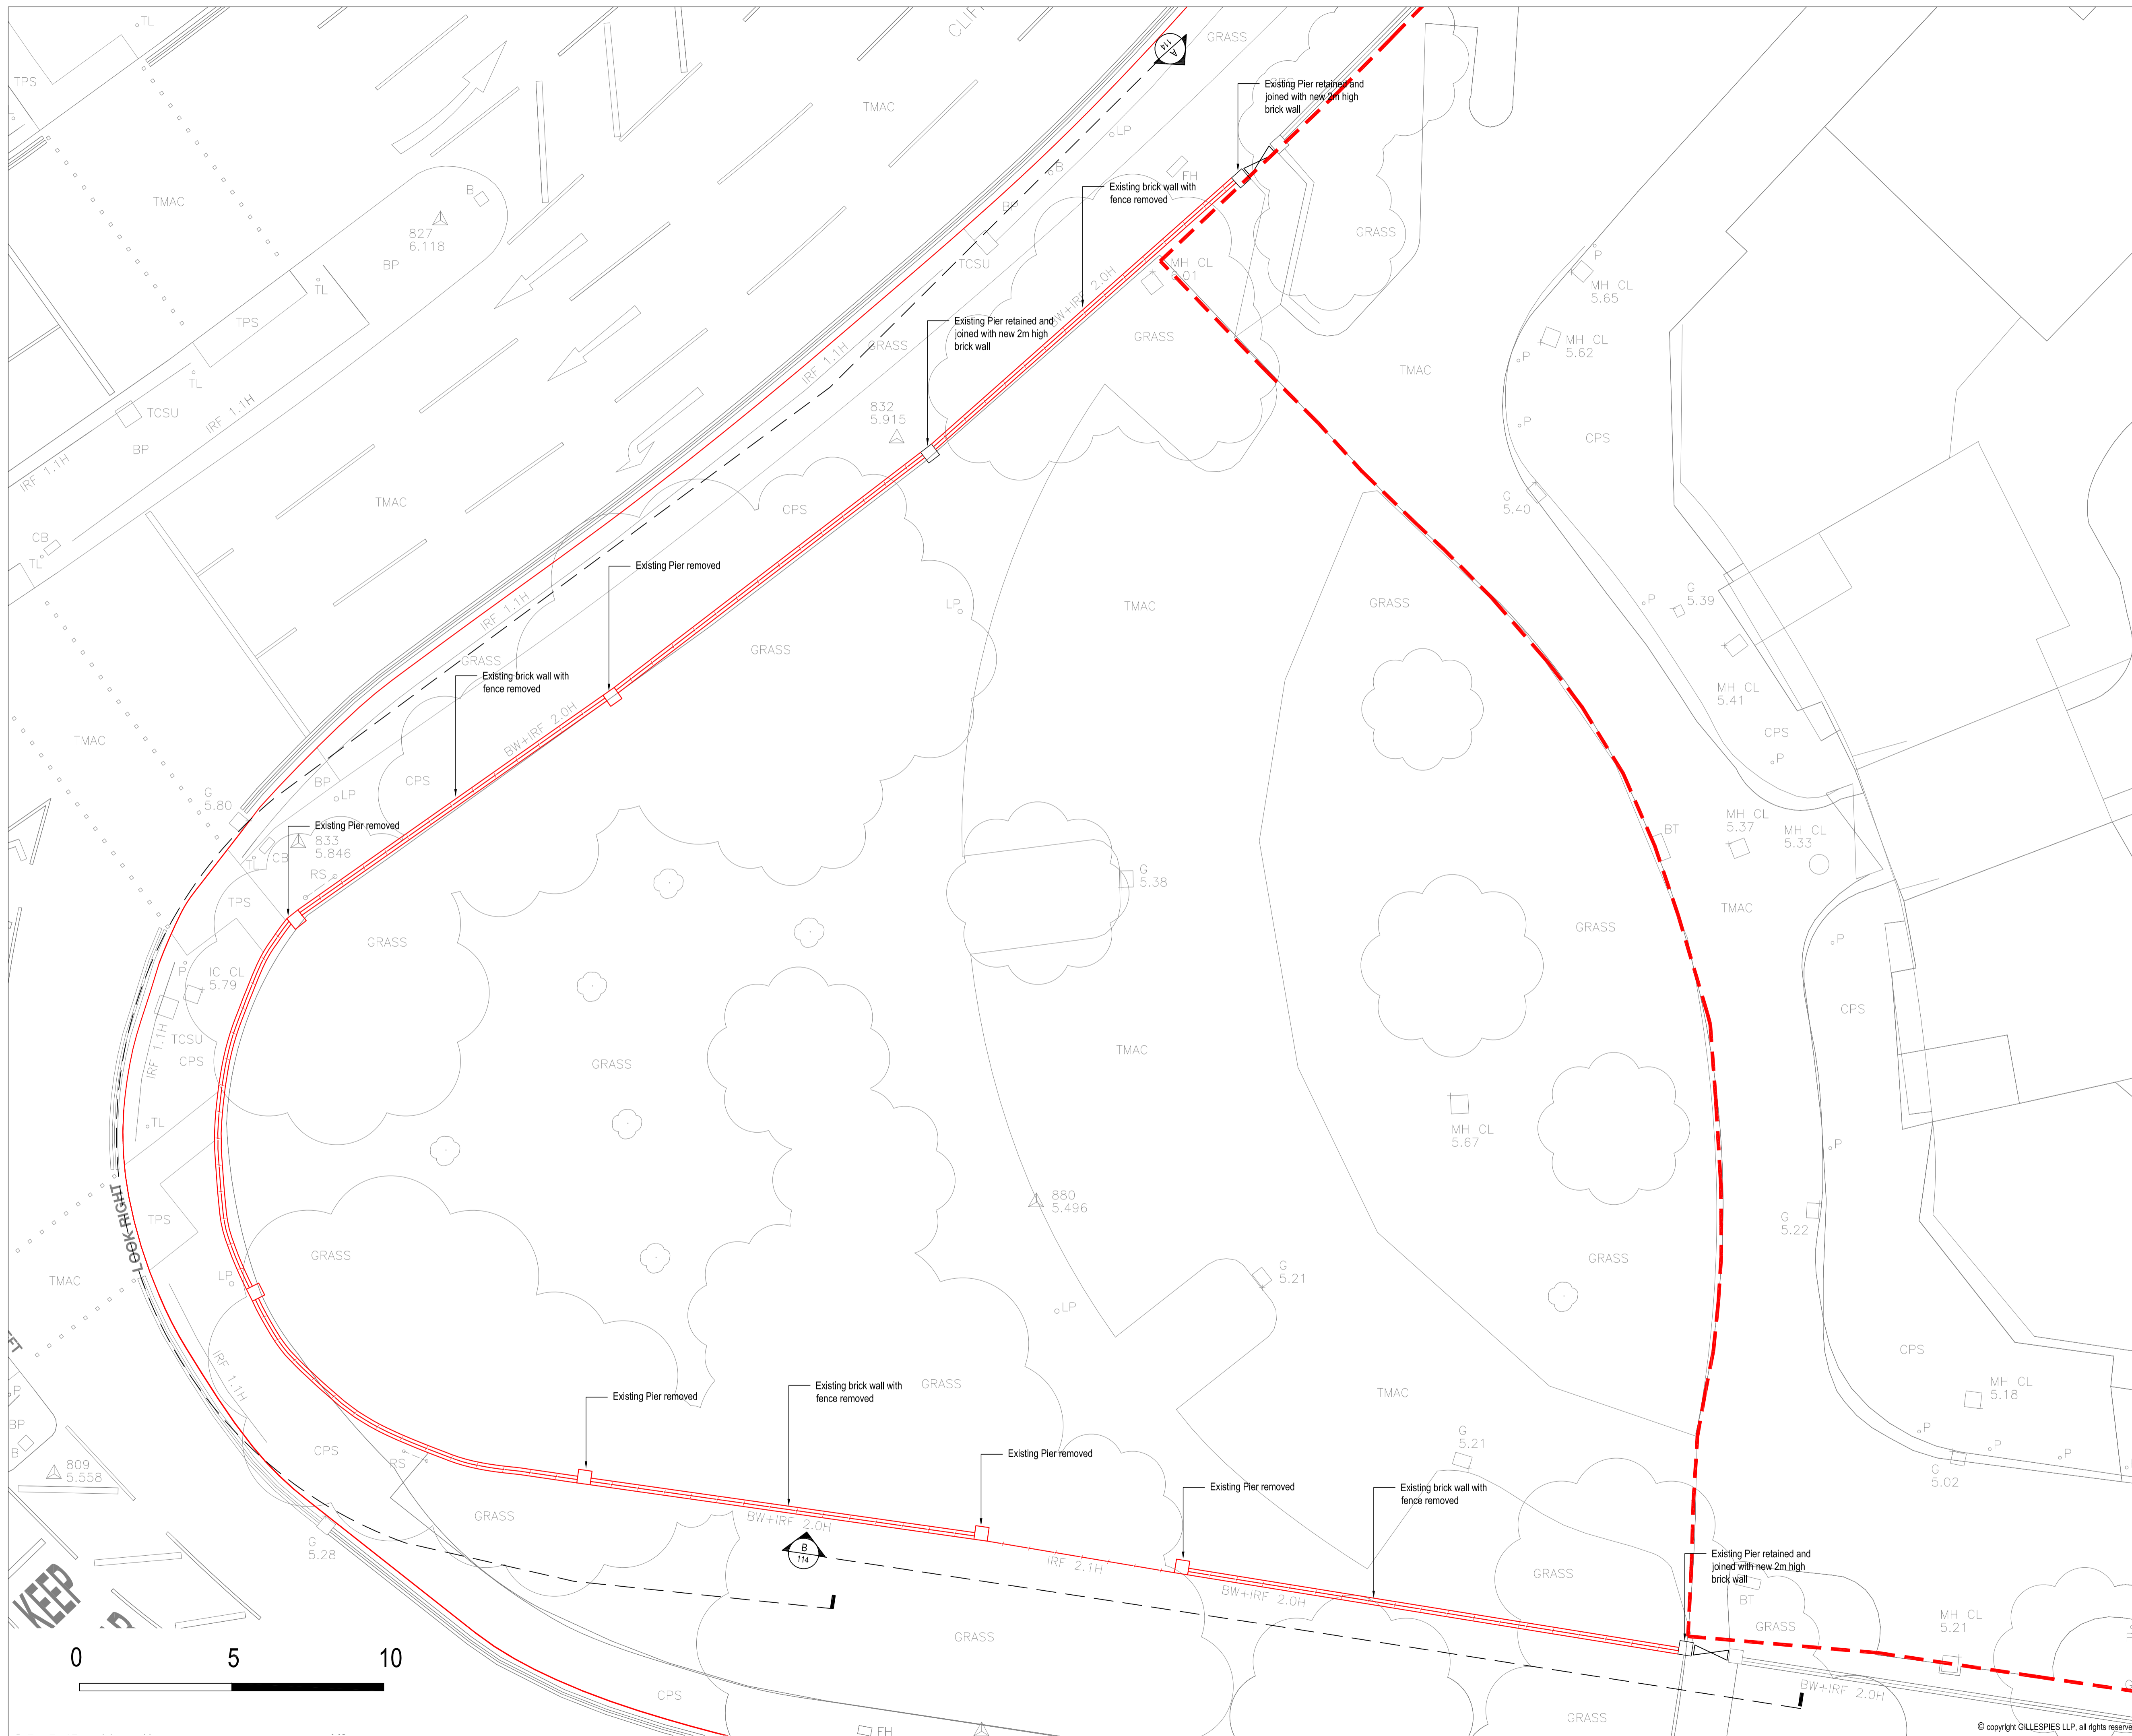 TL
CLIF
GRASS
A
114
TPS
TMAC
LP
Existing Pier retained and
joined with new 2m high
brick wall
B
FH
BP
Existing brick wall with
fence removed
TMAC
B
827
6.118
BP
GRASS
TCSU
TL
MH CL
6.01
P
MH CL
5.65
BW+IRF 2.0H
TPS
Existing Pier retained and
joined with new 2m high
brick wall
GRASS
GRASS
MH CL
5.62
P
TMAC
IRF 1.1H
TL
TCSU
IRF 1.1H
832
5.915
P
BP
CPS
IRF 1.1H
TMAC
CPS
G
5.40
CB
TL
Existing Pier removed
LP
TMAC
GRASS
P
G
5.39
IRF 1.1H
GRASS
GRASS
Existing brick wall with
fence removed
MH CL
5.41
BW+IRF 2.0H
TMAC
CPS
P
BP
CPS
G
5.80
LP
Existing Pier removed
833
5.846
BT
MH CL
5.37
MH CL
5.33
TL
CB
RS
G
5.38
TPS
TMAC
GRASS
GRASS
P
P
IC CL
5.79
CPS
TCSU
CPS
IRF 1.1H
GRASS
TMAC
TL
MH CL
5.67
P
LOOK RIGHT
880
5.496
TPS
G
5.22
GRASS
GRASS
TMAC
LP
G
5.21
LP
CPS
IRF 1.1H
GRASS
Existing Pier removed
Existing brick wall with
fence removed
TMAC
MH CL
5.18
P
BP
B
CPS
RS
Existing Pier removed
G
5.21
P
P
P
809
5.558
G
5.02
Existing Pier removed
Existing brick wall with
fence removed
GRASS
BW+IRF 2.0H
G
5.28
B
114
IRF 2.1H
Existing Pier retained and
joined with new 2m high
brick wall
GRASS
BW+IRF 2.0H
BT
KEEP
GRASS
MH CL
5.21
GRASS
0 5 10
CPS
BW+IRF 2.0H
GRASS
FH
© copyright GILLESPIES LLP, all rights reserve